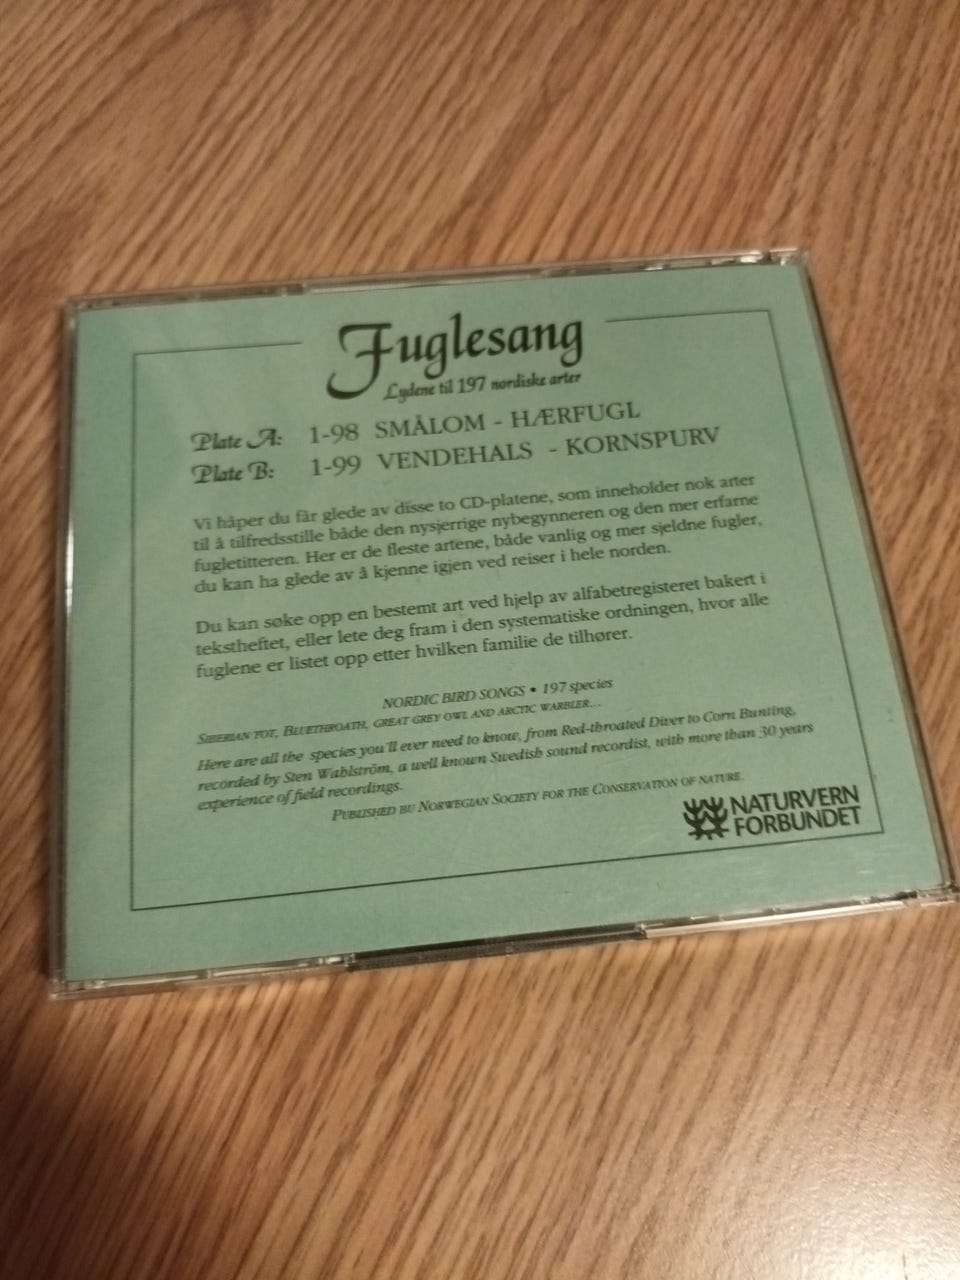 Fuglesang
Lydene til 197 nordiske arter
Plate A: 1-98 SMÅLOM - HÆRFUGL
Plate B: 1-99 VENDEHALS - KORNSPURV
Vi håper du får glede av disse to CD-platene, som inneholder nok arter
til å tilfredsstille både den nysjerrige nybegynneren og den mer erfarne
fugletitteren. Her er de fleste artene, både vanlig og mer sjeldne fugler,
du kan ha glede av å kjenne igjen ved reiser i hele norden.
Du kan søke opp en bestemt art ved hjelp av alfabetregisteret bakert i
tekstheftet, eller lete deg fram i den systematiske ordningen, hvor alle
fuglene er listet opp etter hvilken familie de tilhører.
NORDIC BIRD SONGS • 197 species
SIBERIAN TOT, BLUETHROATH, GREAT GREY OWL AND ARCTIC WARBLER...
Here are all the species you'll ever need to know, from Red-throated Diver to Corn Bunting,
recorded by Sten Wahlström, a well known Swedish sound recordist, with more than 30 years
experience of field recordings.
PUBLISHED BU NORWEGIAN SOCIETY FOR THE CONSERVATION OF NATURE.
NATURVERN
FORBUNDET